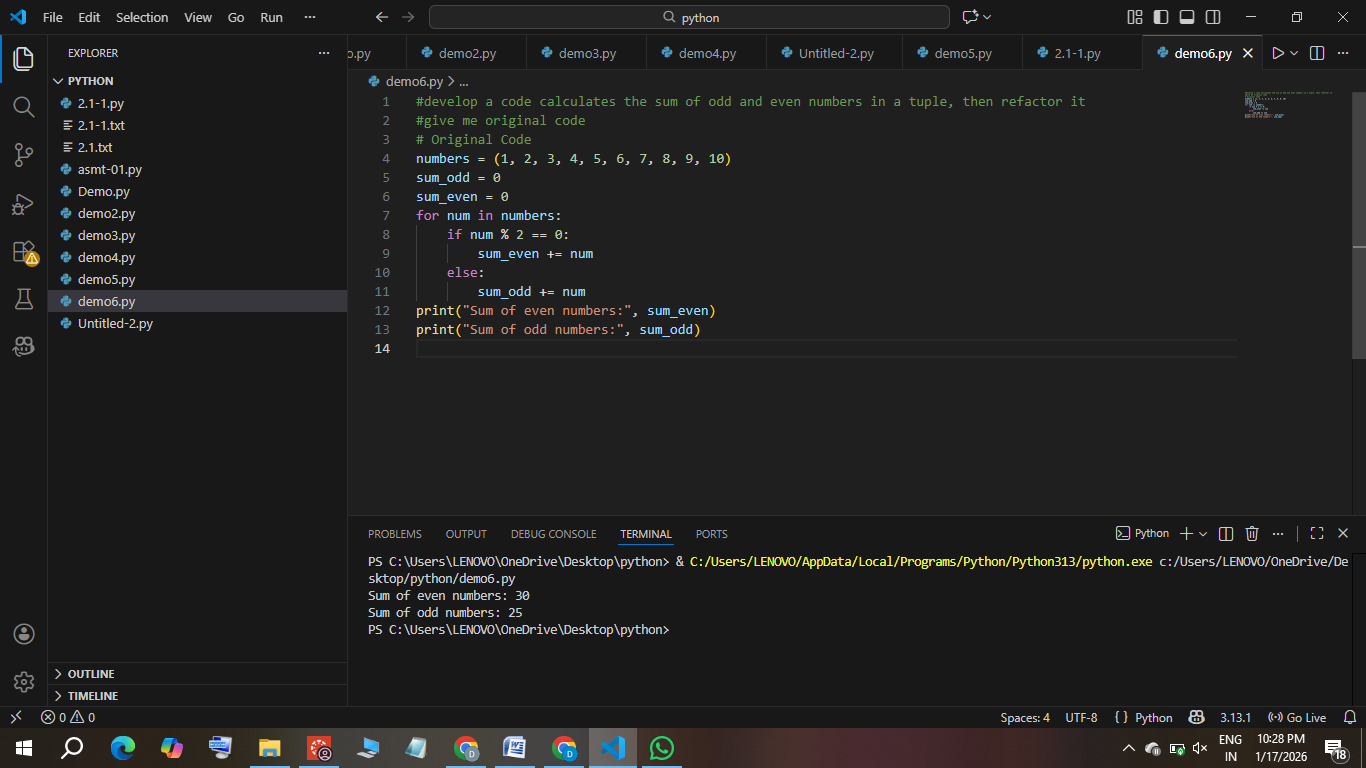 File Edit Selection View Go Run ··· python
EXPLORER ···
PYTHON
2.1-1.py
2.1-1.txt
2.1.txt
asmt-01.py
Demo.py
demo2.py
demo3.py
demo4.py
demo5.py
demo6.py
Untitled-2.py
OUTLINE
TIMELINE
o.py demo2.py demo3.py demo4.py Untitled-2.py demo5.py 2.1-1.py demo6.py
demo6.py > ...
1 #develop a code calculates the sum of odd and even numbers in a tuple, then refactor it
2 #give me original code
3 # Original Code
4 numbers = (1, 2, 3, 4, 5, 6, 7, 8, 9, 10)
5 sum_odd = 0
6 sum_even = 0
7 for num in numbers:
8     if num % 2 == 0:
9         sum_even += num
10     else:
11         sum_odd += num
12 print("Sum of even numbers:", sum_even)
13 print("Sum of odd numbers:", sum_odd)
14
PROBLEMS OUTPUT DEBUG CONSOLE TERMINAL PORTS Python
PS C:\Users\LENOVO\OneDrive\Desktop\python> & C:/Users/LENOVO/AppData/Local/Programs/Python/Python313/python.exe c:/Users/LENOVO/OneDrive/De
sktop/python/demo6.py
Sum of even numbers: 30
Sum of odd numbers: 25
PS C:\Users\LENOVO\OneDrive\Desktop\python>
0 0 Spaces: 4 UTF-8 { } Python 3.13.1 Go Live
ENG 10:28 PM
IN 1/17/2026 18